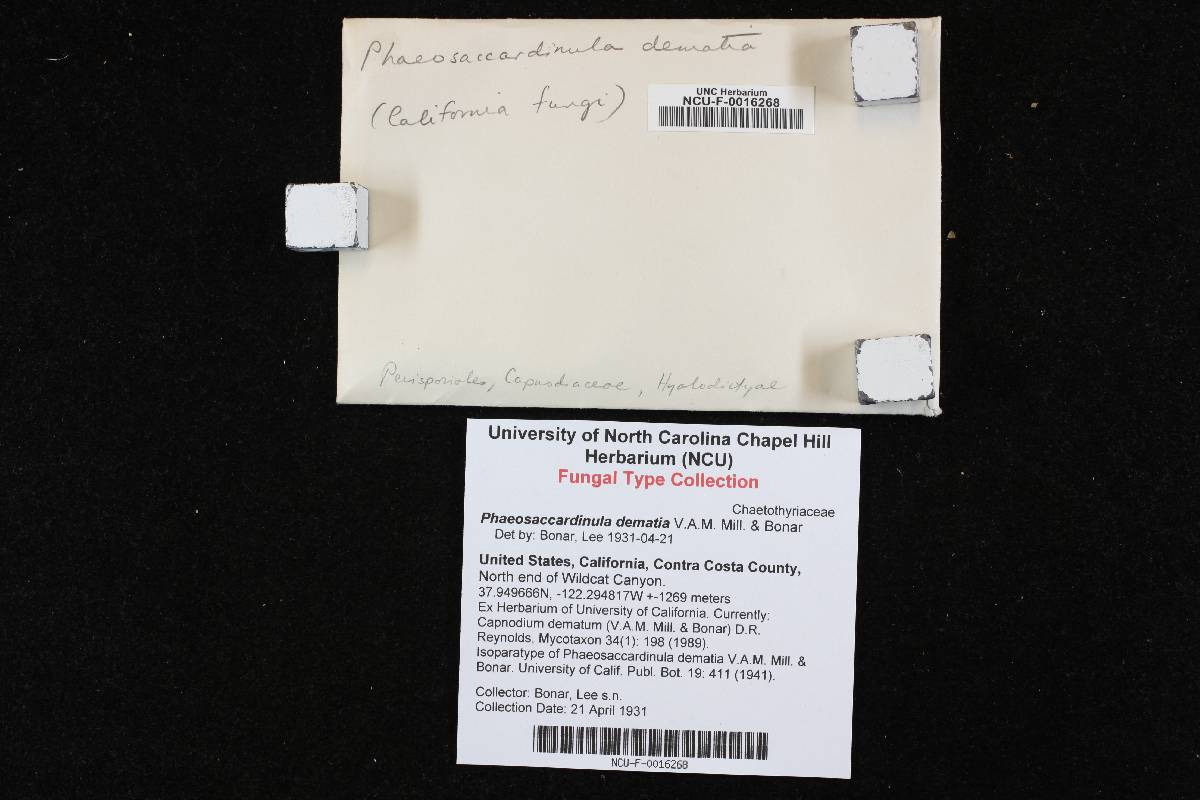 Phaeosaccardinula dematia
(California fungi)
UNC Herbarium
NCU-F-0016268
Perisporiales, Capnodiaceae, Hyalodictyae
University of North Carolina Chapel Hill
Herbarium (NCU)
Fungal Type Collection
Chaetothyriaceae
Phaeosaccardinula dematia V.A.M. Mill. & Bonar
Det by: Bonar, Lee 1931-04-21
United States, California, Contra Costa County,
North end of Wildcat Canyon.
37.949666N, -122.294817W +-1269 meters
Ex Herbarium of University of California. Currently:
Capnodium dematum (V.A.M. Mill. & Bonar) D.R.
Reynolds. Mycotaxon 34(1): 198 (1989).
Isoparatype of Phaeosaccardinula dematia V.A.M. Mill. &
Bonar. University of Calif. Publ. Bot. 19: 411 (1941).
Collector: Bonar, Lee s.n.
Collection Date: 21 April 1931
NCU-F-0016268